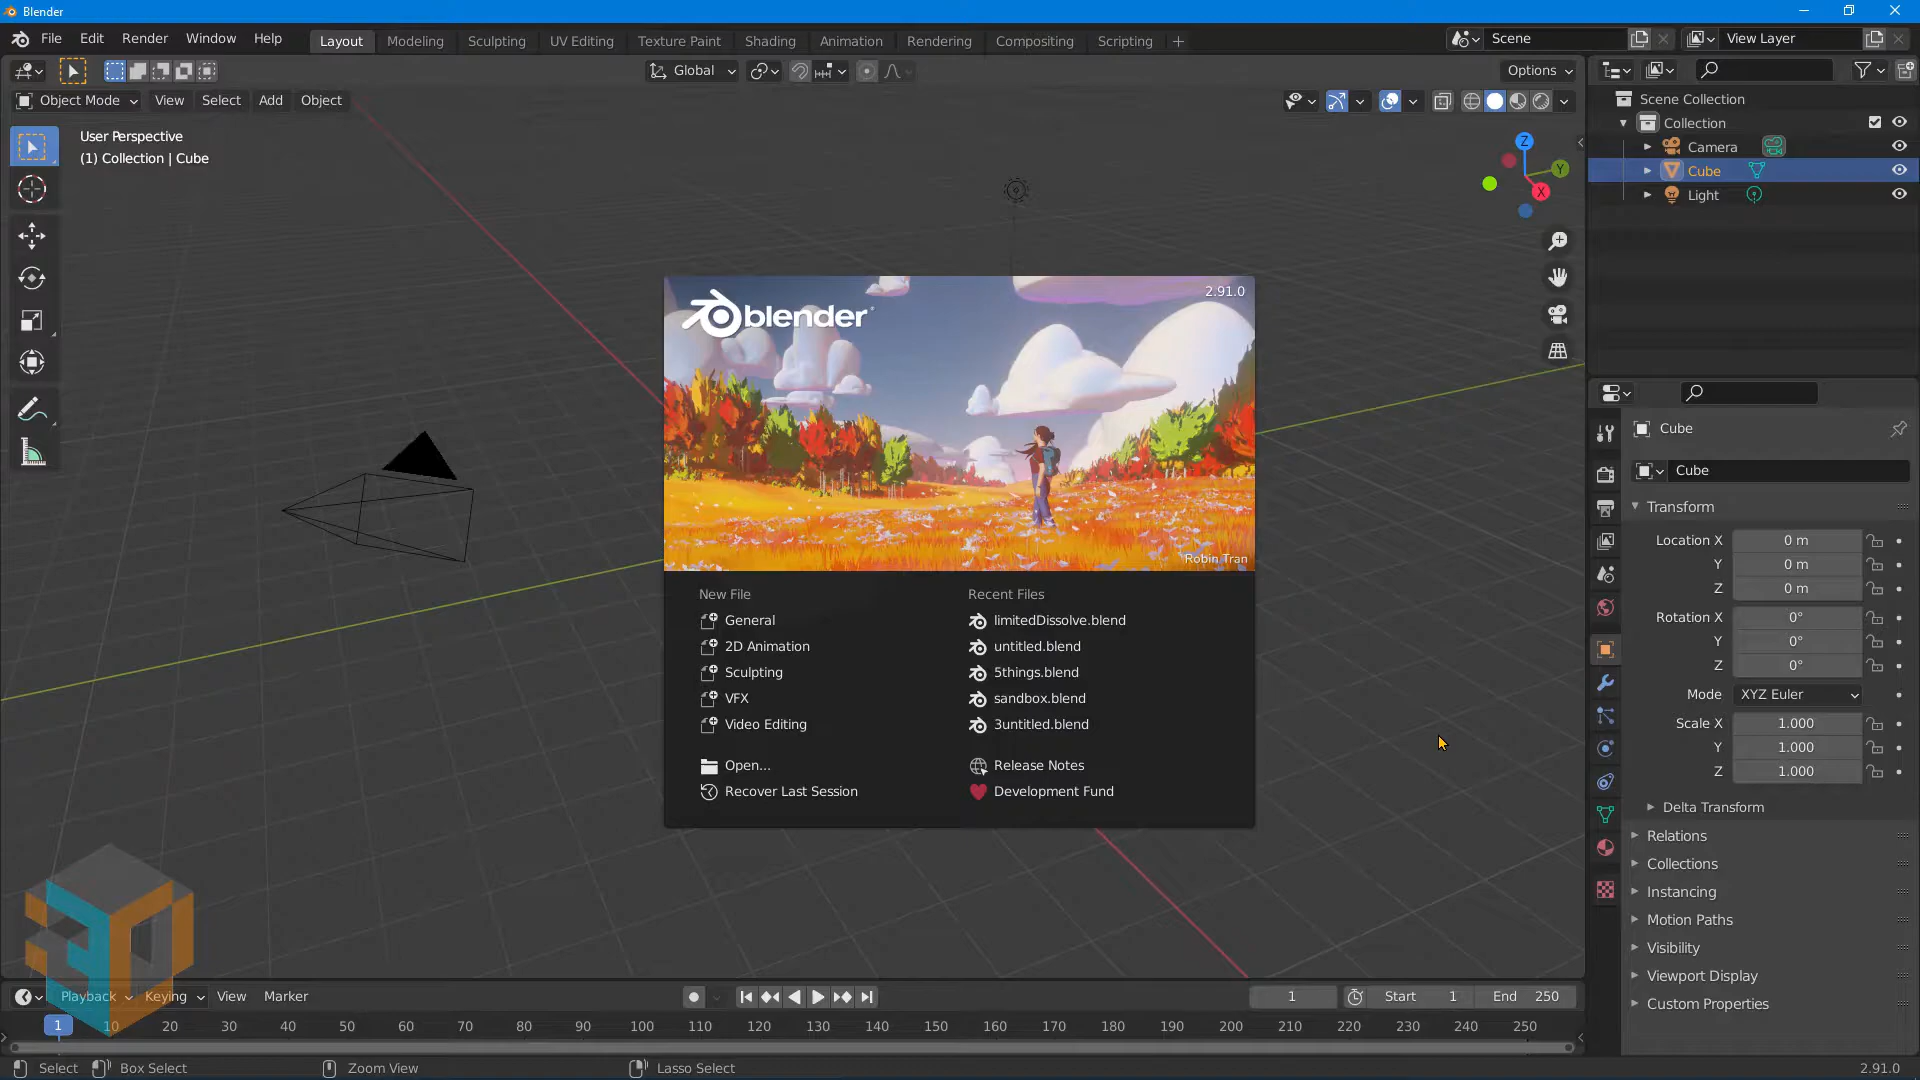 Blender
File Edit Render Window Help
Layout Modeling Sculpting UV Editing Texture Paint Shading Animation Rendering Compositing Scripting +
Scene
View Layer
Global
Options
Object Mode View Select Add Object
User Perspective
(1) Collection | Cube
Z
Y
X
Scene Collection
Collection
Camera
Cube
Light
blender
2.91.0
Robin Tran
New File
General
2D Animation
Sculpting
VFX
Video Editing
Open...
Recover Last Session
Recent Files
limitedDissolve.blend
untitled.blend
5things.blend
sandbox.blend
3untitled.blend
Release Notes
Development Fund
Cube
Cube
Transform
Location X 0 m
Y 0 m
Z 0 m
Rotation X 0°
Y 0°
Z 0°
Mode XYZ Euler
Scale X 1.000
Y 1.000
Z 1.000
Delta Transform
Relations
Collections
Instancing
Motion Paths
Visibility
Viewport Display
Custom Properties
3D
Playback Keying View Marker
1 Start 1 End 250
1 10 20 30 40 50 60 70 80 90 100 110 120 130 140 150 160 170 180 190 200 210 220 230 240 250
Select Box Select Zoom View Lasso Select 2.91.0